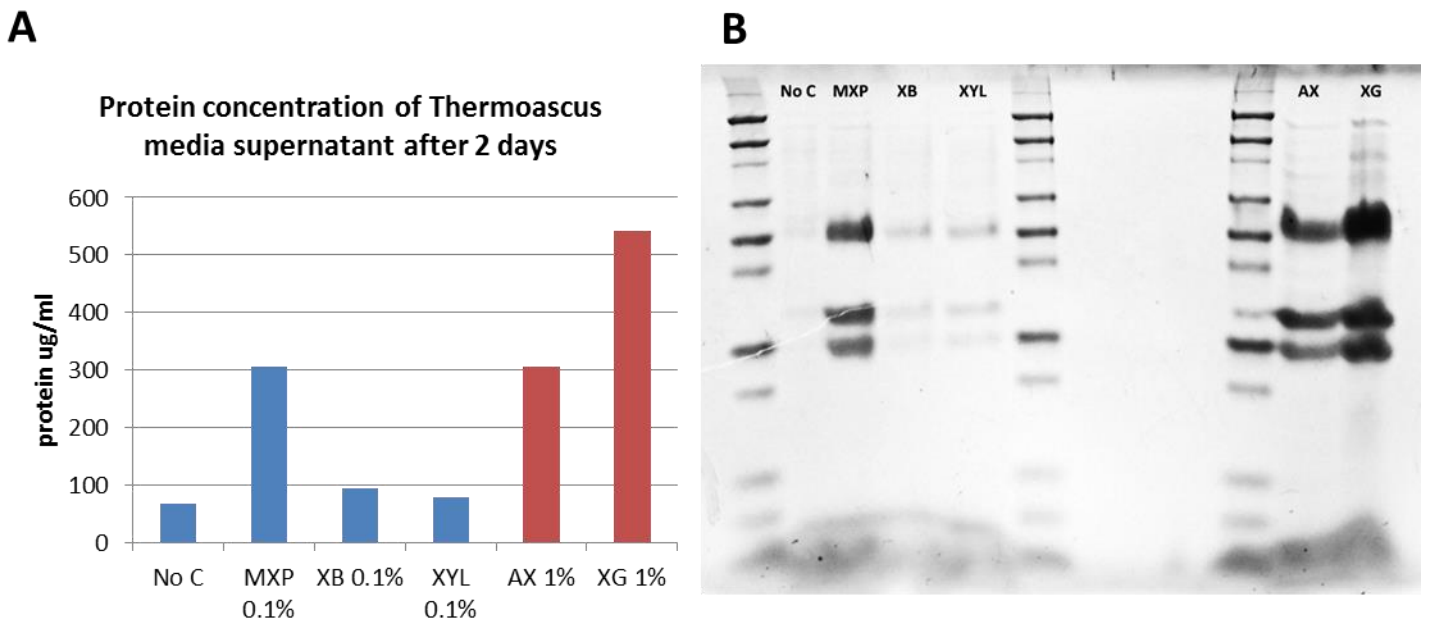 A
Protein concentration of Thermoascus
media supernatant after 2 days
protein ug/ml
600
500
400
300
200
100
0
No C
MXP
0.1%
XB 0.1%
XYL
0.1%
AX 1%
XG 1%
B
No C
MXP
XB
XYL
AX
XG